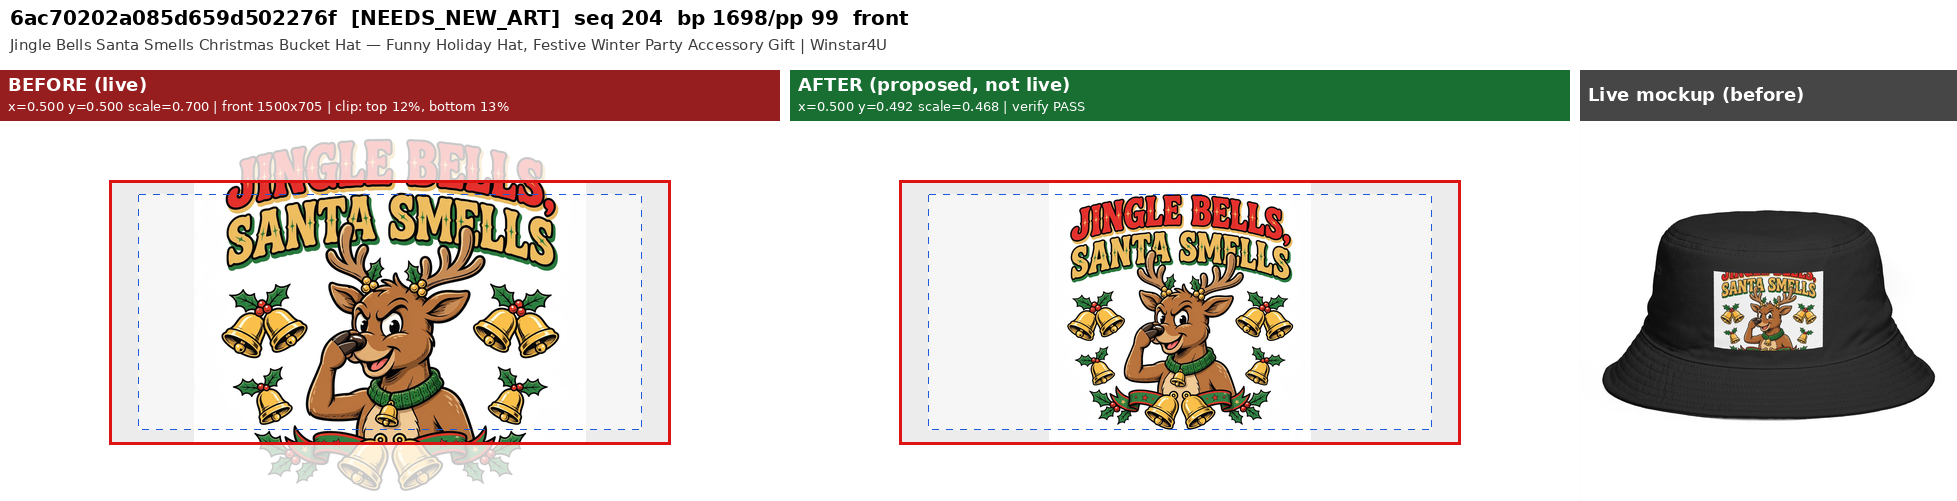 6ac70202a085d659d502276f [NEEDS_NEW_ART] seq 204 bp 1698/pp 99 front
Jingle Bells Santa Smells Christmas Bucket Hat — Funny Holiday Hat, Festive Winter Party Accessory Gift | Winstar4U
BEFORE (live)
x=0.500 y=0.500 scale=0.700 | front 1500x705 | clip: top 12%, bottom 13%
AFTER (proposed, not live)
x=0.500 y=0.492 scale=0.468 | verify PASS
Live mockup (before)
JINGLE BELLS,
SANTA SMELLS
JINGLE BELLS,
SANTA SMELLS
JINGLE BELLS,
SANTA SMELLS